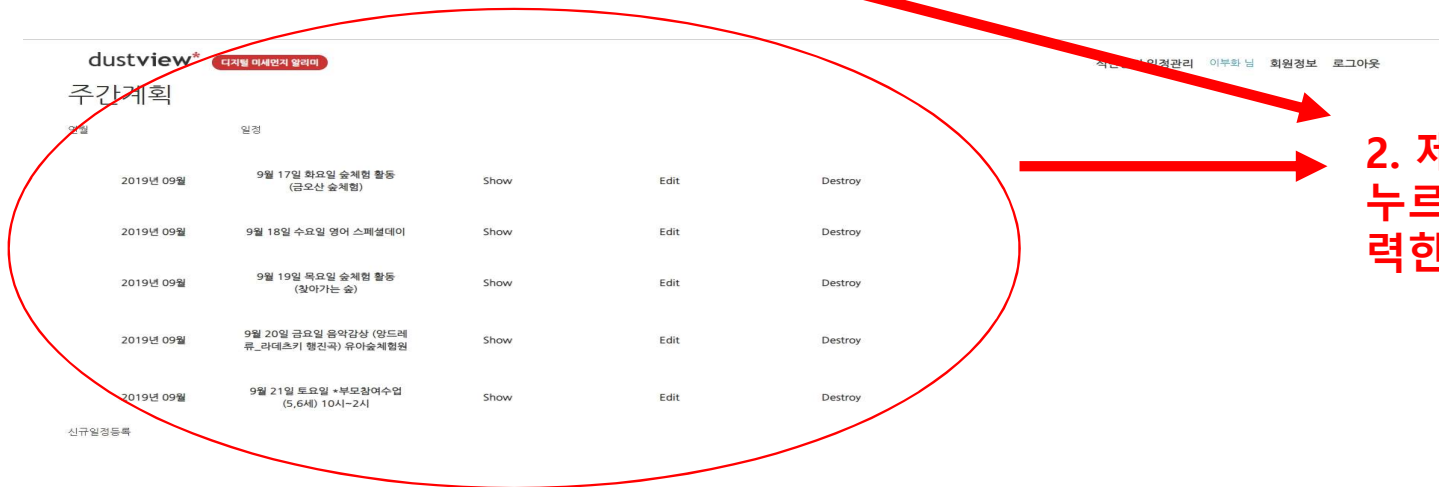 dustview* 디지털 미세먼지 알리미 일정관리 이부화 님 회원정보 로그아웃
주간계획
연월 일정
2019년 09월 9월 17일 화요일 숲체험 활동 (금오산 숲체험) Show Edit Destroy
2019년 09월 9월 18일 수요일 영어 스페셜데이 Show Edit Destroy
2019년 09월 9월 19일 목요일 숲체험 활동 (찾아가는 숲) Show Edit Destroy
2019년 09월 9월 20일 금요일 음악감상 (앙드레 류_라데츠키 행진곡) 유아숲체험원 Show Edit Destroy
2019년 09월 9월 21일 토요일 *부모참여수업 (5,6세) 10시~2시 Show Edit Destroy
신규일정등록
2.
누르
력한